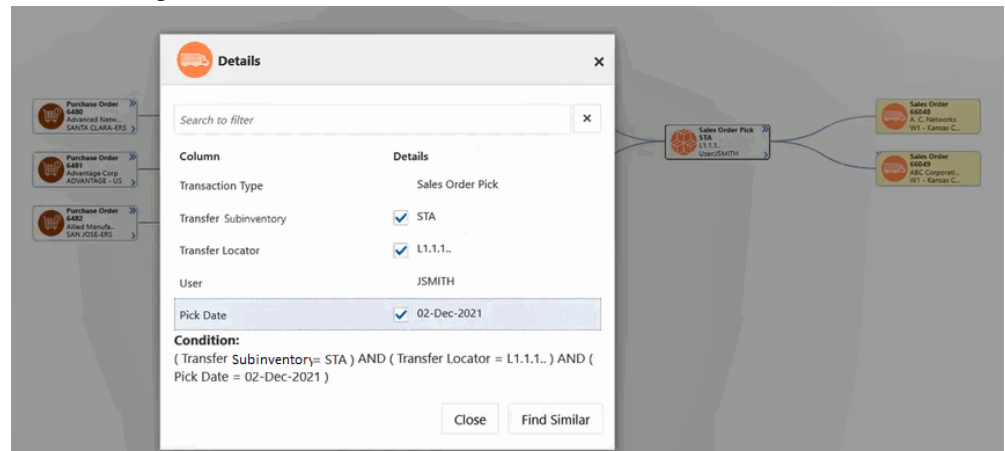 Details
×
Search to filter
×
Column Details
Transaction Type Sales Order Pick
Transfer Subinventory STA
Transfer Locator L1.1.1..
User JSMITH
Pick Date 02-Dec-2021
Condition:
( Transfer Subinventory= STA ) AND ( Transfer Locator = L1.1.1.. ) AND (
Pick Date = 02-Dec-2021 )
Close Find Similar
Purchase Order
6480
Advanced Netw...
SANTA CLARA-ERS
Purchase Order
6481
Advantage Corp
ADVANTAGE - US
Purchase Order
6482
Allied Manufa..
SAN JOSE-ERS
Sales Order Pick
STA
L1.1.1..
User:JSMITH
Sales Order
66048
A. C. Networks
W1 - Kansas C...
Sales Order
66049
ABC Corporati...
W1 - Kansas C...